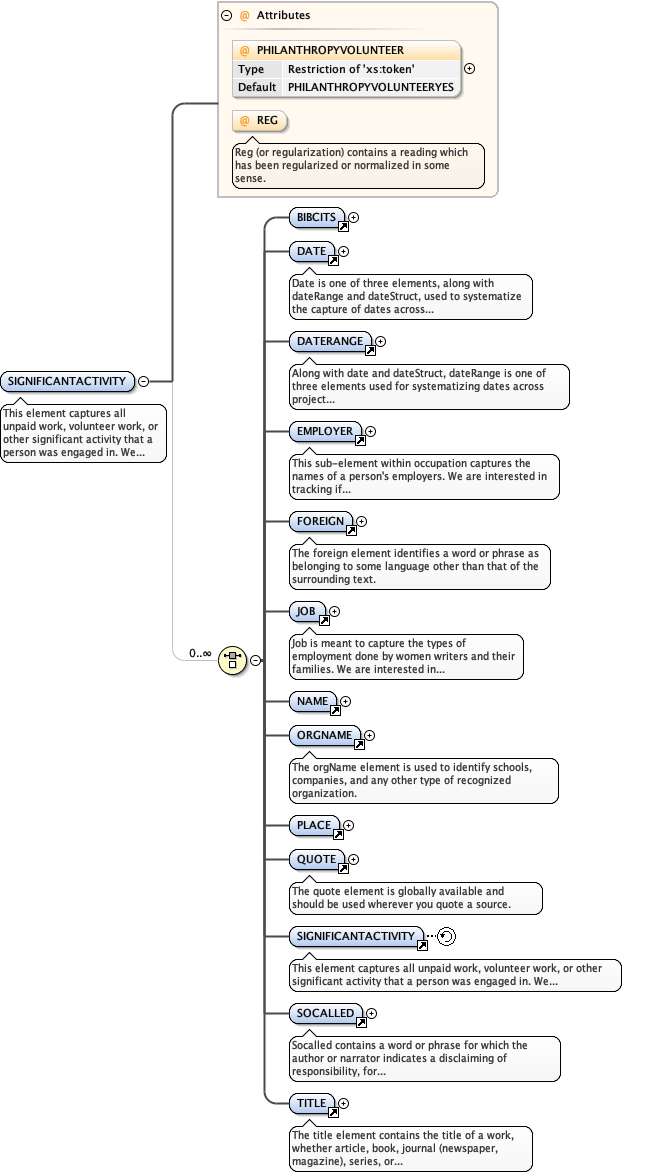 @ Attributes
@ PHILANTHROPYVOLUNTEER
Type Restriction of 'xs:token'
Default PHILANTHROPYVOLUNTEERYES
@ REG
Reg (or regularization) contains a reading which
has been regularized or normalized in some
sense.
SIGNIFICANTACTIVITY
This element captures all
unpaid work, volunteer work, or
other significant activity that a
person was engaged in. We...
0..∞
BIBCITS
DATE
Date is one of three elements, along with
dateRange and dateStruct, used to systematize
the capture of dates across...
DATERANGE
Along with date and dateStruct, dateRange is one of
three elements used for systematizing dates across
project...
EMPLOYER
This sub-element within occupation captures the
names of a person's employers. We are interested in
tracking if...
FOREIGN
The foreign element identifies a word or phrase as
belonging to some language other than that of the
surrounding text.
JOB
Job is meant to capture the types of
employment done by women writers and their
families. We are interested in...
NAME
ORGNAME
The orgName element is used to identify schools,
companies, and any other type of recognized
organization.
PLACE
QUOTE
The quote element is globally available and
should be used wherever you quote a source.
SIGNIFICANTACTIVITY
This element captures all unpaid work, volunteer work, or other
significant activity that a person was engaged in. We...
SOCALLED
Socalled contains a word or phrase for which the
author or narrator indicates a disclaiming of
responsibility, for...
TITLE
The title element contains the title of a work,
whether article, book, journal (newspaper,
magazine), series, or...